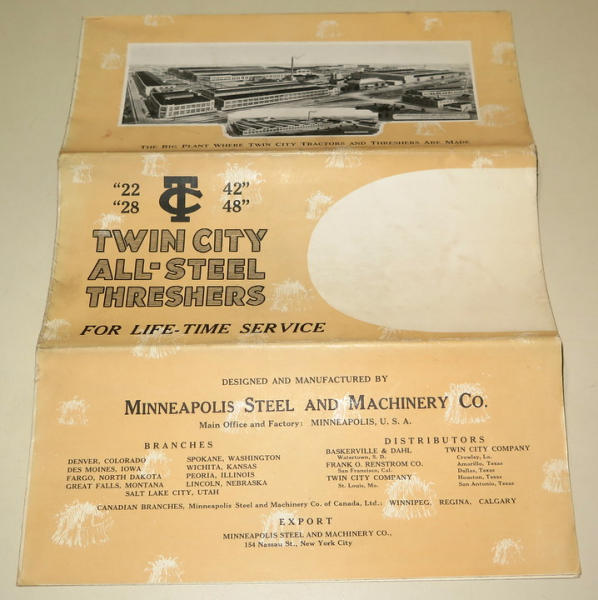 THE BIG PLANT WHERE TWIN CITY TRACTORS AND THRESHERS ARE MADE
"22 TC 42"
"28 48"
TWIN CITY
ALL-STEEL
THRESHERS
FOR LIFE-TIME SERVICE
DESIGNED AND MANUFACTURED BY
MINNEAPOLIS STEEL AND MACHINERY CO.
Main Office and Factory: MINNEAPOLIS, U. S. A.
BRANCHES
DENVER, COLORADO SPOKANE, WASHINGTON
DES MOINES, IOWA WICHITA, KANSAS
FARGO, NORTH DAKOTA PEORIA, ILLINOIS
GREAT FALLS, MONTANA LINCOLN, NEBRASKA
SALT LAKE CITY, UTAH
DISTRIBUTORS
BASKERVILLE & DAHL
Watertown, S. D.
FRANK O. RENSTROM CO.
San Francisco, Cal.
TWIN CITY COMPANY
St. Louis, Mo.
TWIN CITY COMPANY
Crowley, La.
Amarillo, Texas
Dallas, Texas
Houston, Texas
San Antonio, Texas
CANADIAN BRANCHES, Minneapolis Steel and Machinery Co. of Canada, Ltd.: WINNIPEG, REGINA, CALGARY
EXPORT
MINNEAPOLIS STEEL AND MACHINERY CO.,
154 Nassau St., New York City